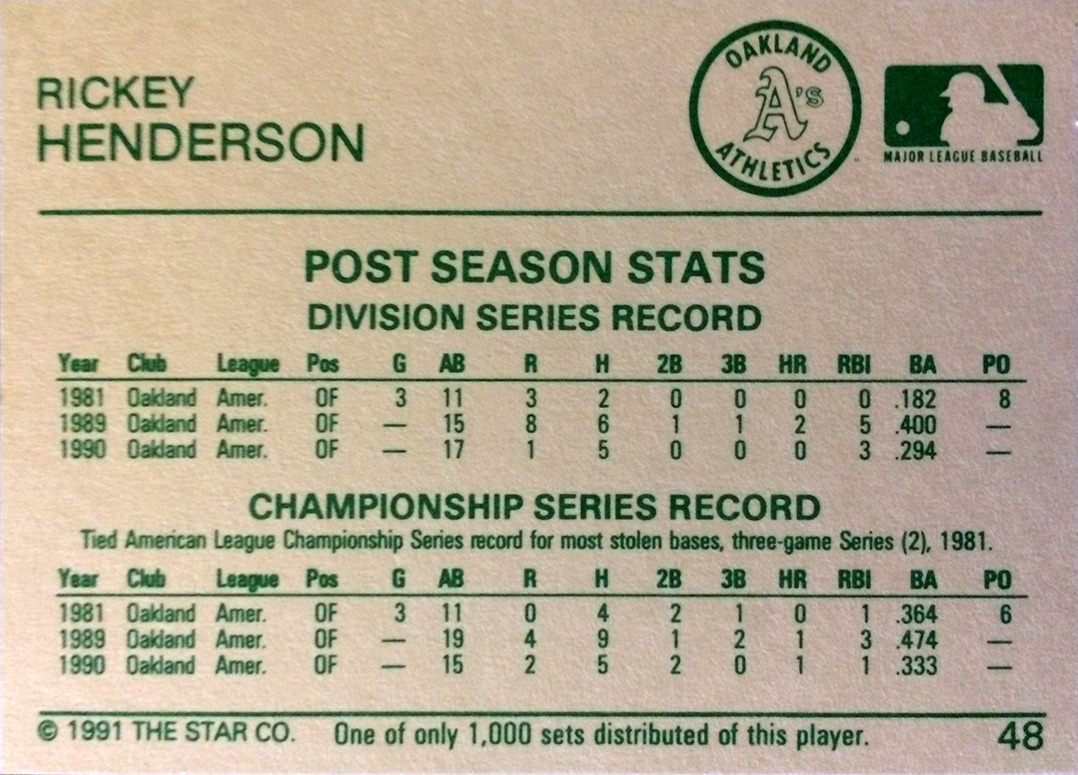 RICKEY
HENDERSON
OAKLAND
A's
ATHLETICS
MAJOR LEAGUE BASEBALL
POST SEASON STATS
DIVISION SERIES RECORD
Year Club League Pos G AB R H 2B 3B HR RBI BA PO
1981 Oakland Amer. OF 3 11 3 2 0 0 0 0 .182 8
1989 Oakland Amer. OF — 15 8 6 1 1 2 5 .400 —
1990 Oakland Amer. OF — 17 1 5 0 0 0 3 .294 —
CHAMPIONSHIP SERIES RECORD
Tied American League Championship Series record for most stolen bases, three-game Series (2), 1981.
Year Club League Pos G AB R H 2B 3B HR RBI BA PO
1981 Oakland Amer. OF 3 11 0 4 2 1 0 1 .364 6
1989 Oakland Amer. OF — 19 4 9 1 2 1 3 .474 —
1990 Oakland Amer. OF — 15 2 5 2 0 1 1 .333 —
© 1991 THE STAR CO. One of only 1,000 sets distributed of this player. 48